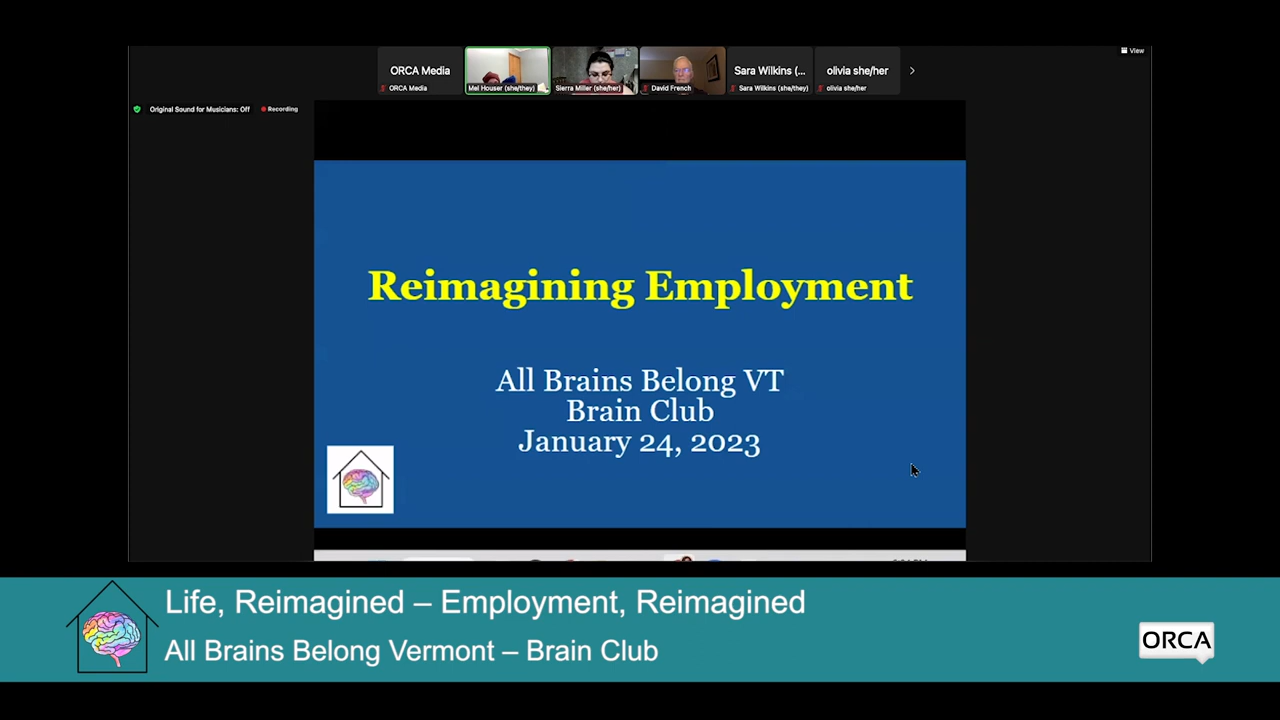 View
ORCA Media
Sara Wilkins (...
olivia she/her
ORCA Media
Mel Houser (she/they)
Sierra Miller (she/her)
David French
Sara Wilkins (she/they)
olivia she/her
Original Sound for Musicians: Off
Recording
Reimagining Employment
All Brains Belong VT
Brain Club
January 24, 2023
Life, Reimagined – Employment, Reimagined
All Brains Belong Vermont – Brain Club
ORCA